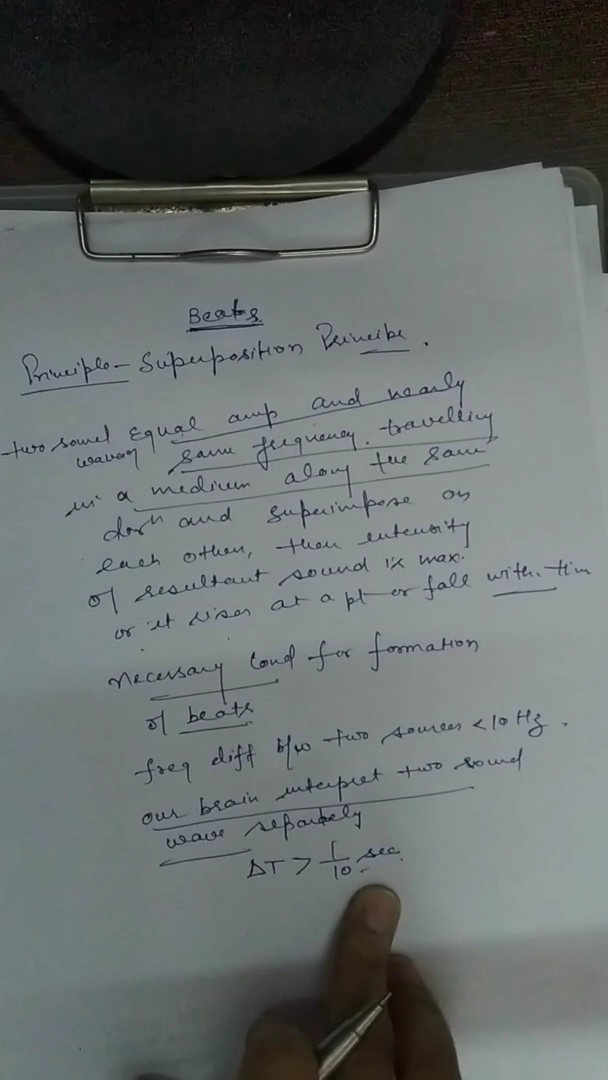 Beats
Principle - Superposition Principle.
two sound Equal amp and nearly
waves same frequency. travelling
in a medium along the same
dirn and superimpose on
each other, then intensity
of resultant sound is max.
or it rises at a pt or fall with time
necessary cond for formation
of beats
freq diff b/w two sources < 10 Hz.
our brain interpret two sound
wave separately
ΔT > 1/10 sec.